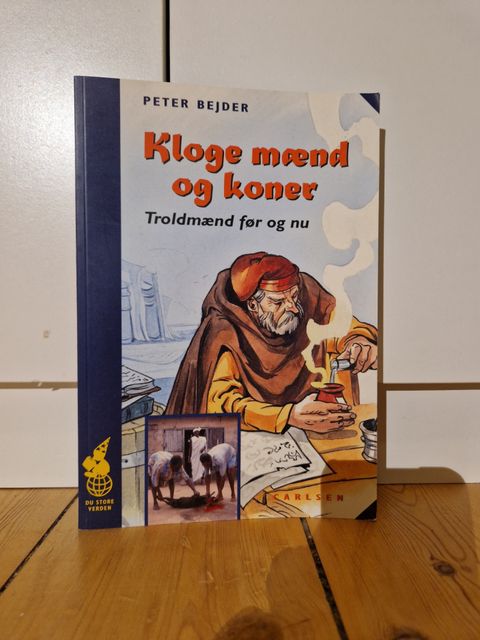 PETER BEJDER
Kloge mænd
og koner
Troldmænd før og nu
DU STORE
VERDEN
CARLSEN